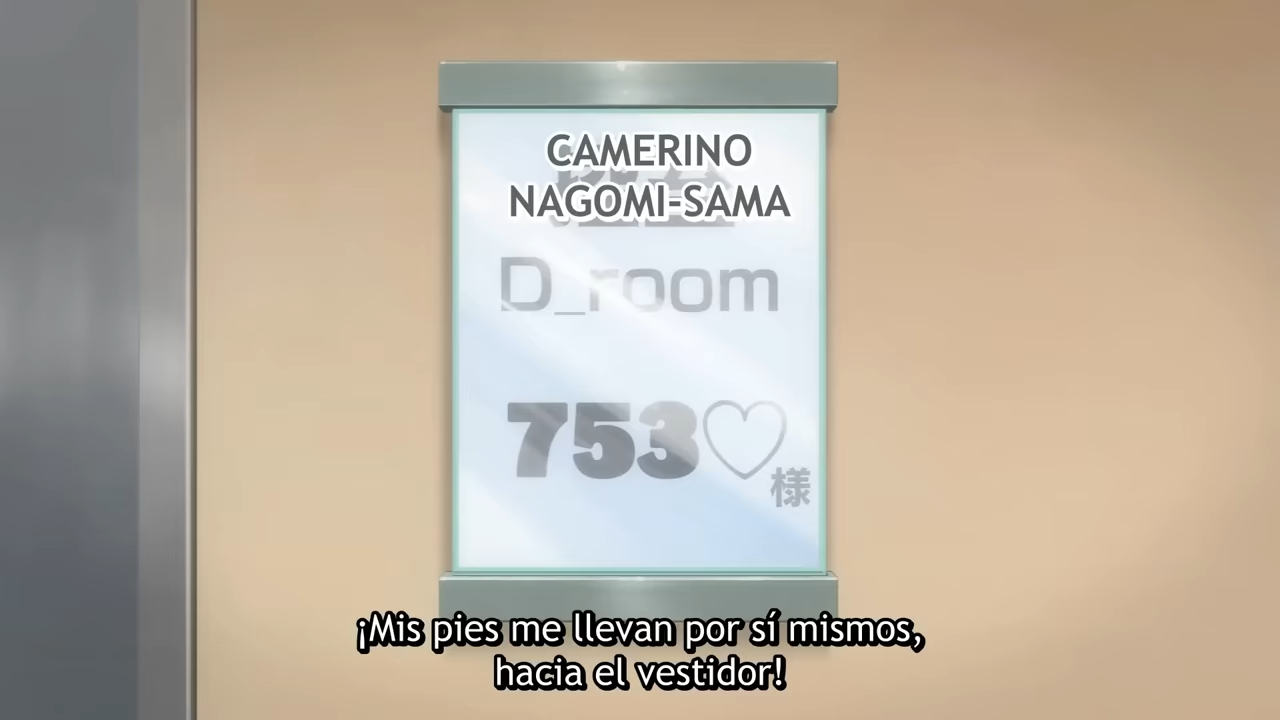 CAMERINO
NAGOMI-SAMA
D_room
753♡
様
¡Mis pies me llevan por sí mismos,
hacia el vestidor!